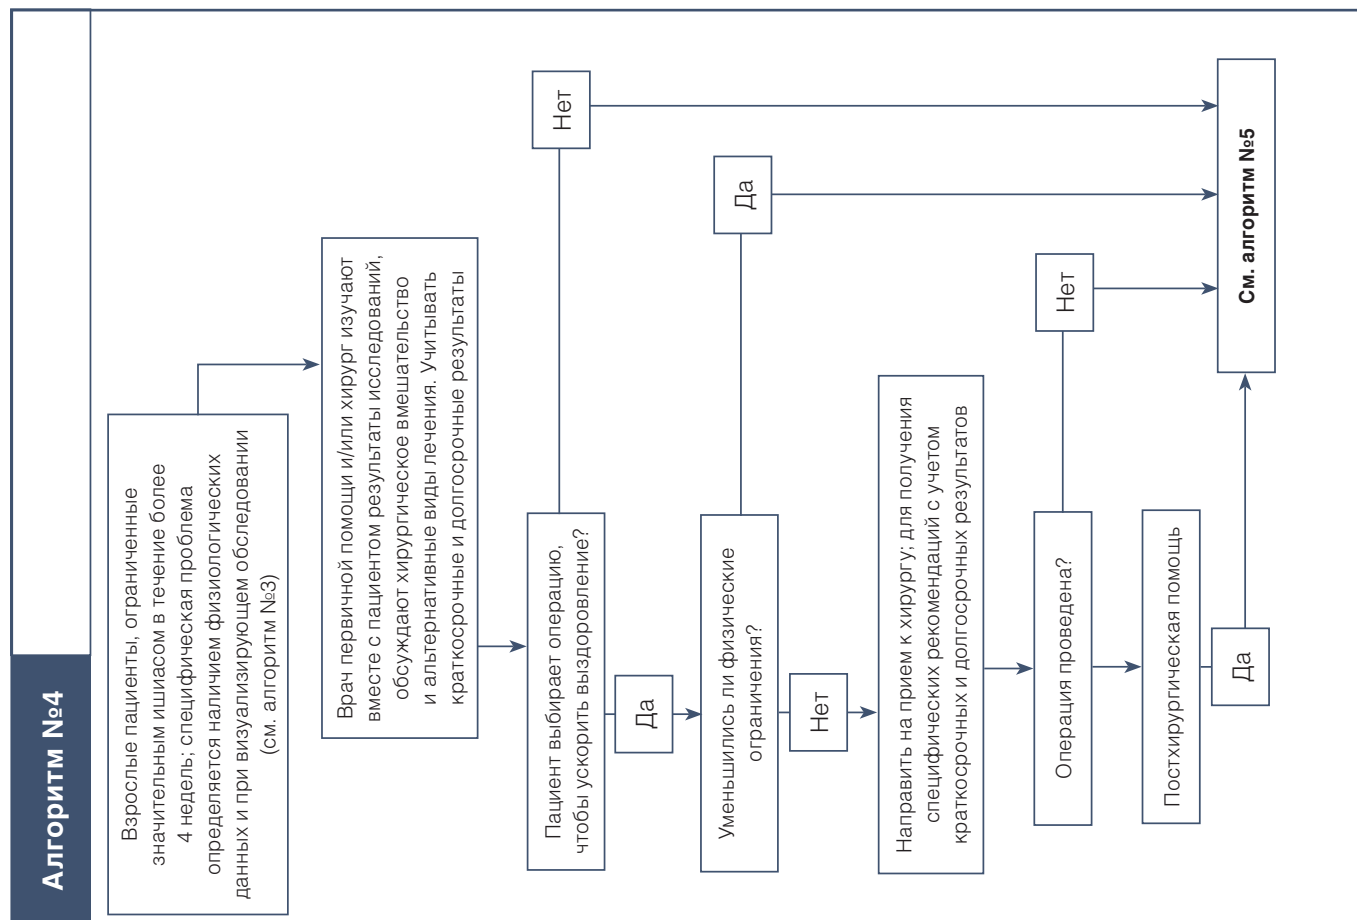 Алгоритм №4
Взрослые пациенты, ограниченные
значительным ишиасом в течение более
4 недель; специфическая проблема
определяется наличием физиологических
данных и при визуализирующем обследовании
(см. алгоритм №3)
Врач первичной помощи и/или хирург изучают
вместе с пациентом результаты исследований,
обсуждают хирургическое вмешательство
и альтернативные виды лечения. Учитывать
краткосрочные и долгосрочные результаты
Пациент выбирает операцию,
чтобы ускорить выздоровление?
Нет
Да
Уменьшились ли физические
ограничения?
Да
Нет
Направить на прием к хирургу; для получения
специфических рекомендаций с учетом
краткосрочных и долгосрочных результатов
Операция проведена?
Нет
Постхирургическая помощь
Да
См. алгоритм №5